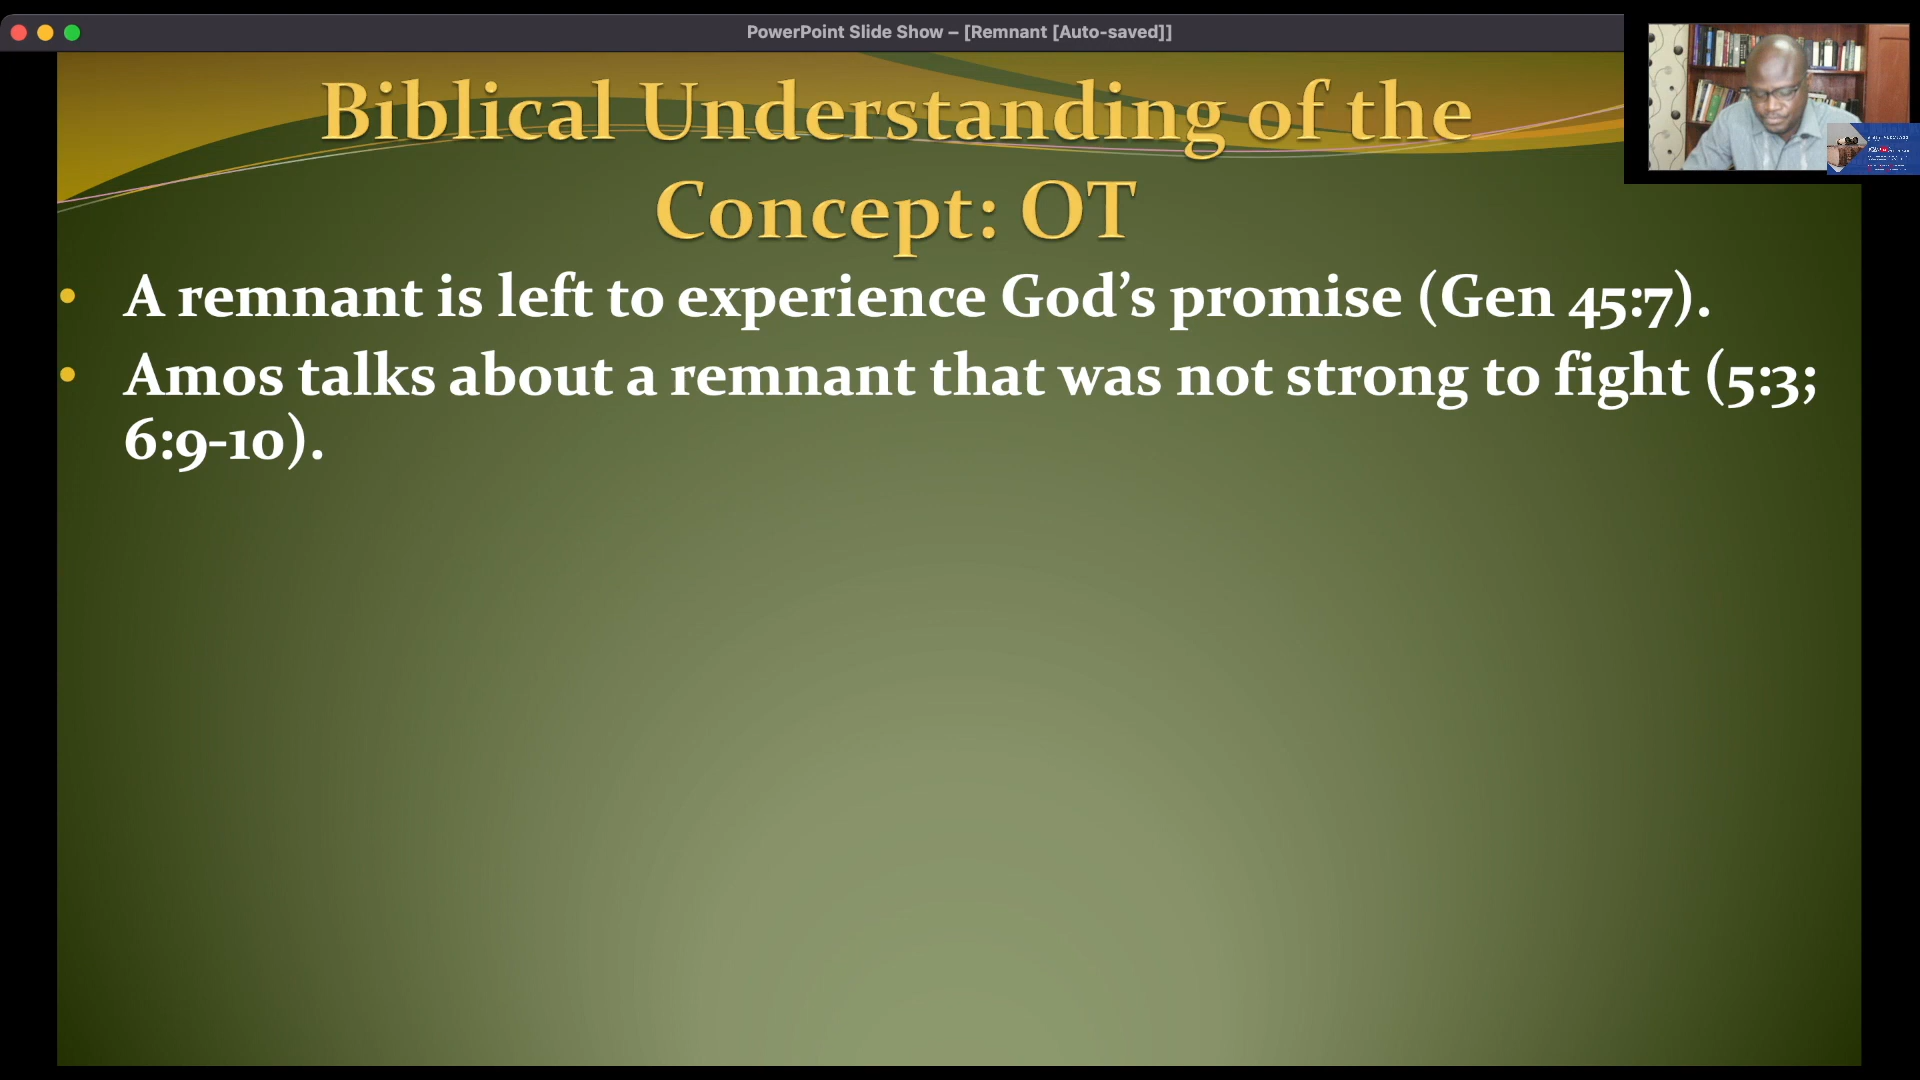 PowerPoint Slide Show – [Remnant [Auto-saved]]
Biblical Understanding of the
Concept: OT
• A remnant is left to experience God’s promise (Gen 45:7).
• Amos talks about a remnant that was not strong to fight (5:3;
6:9-10).